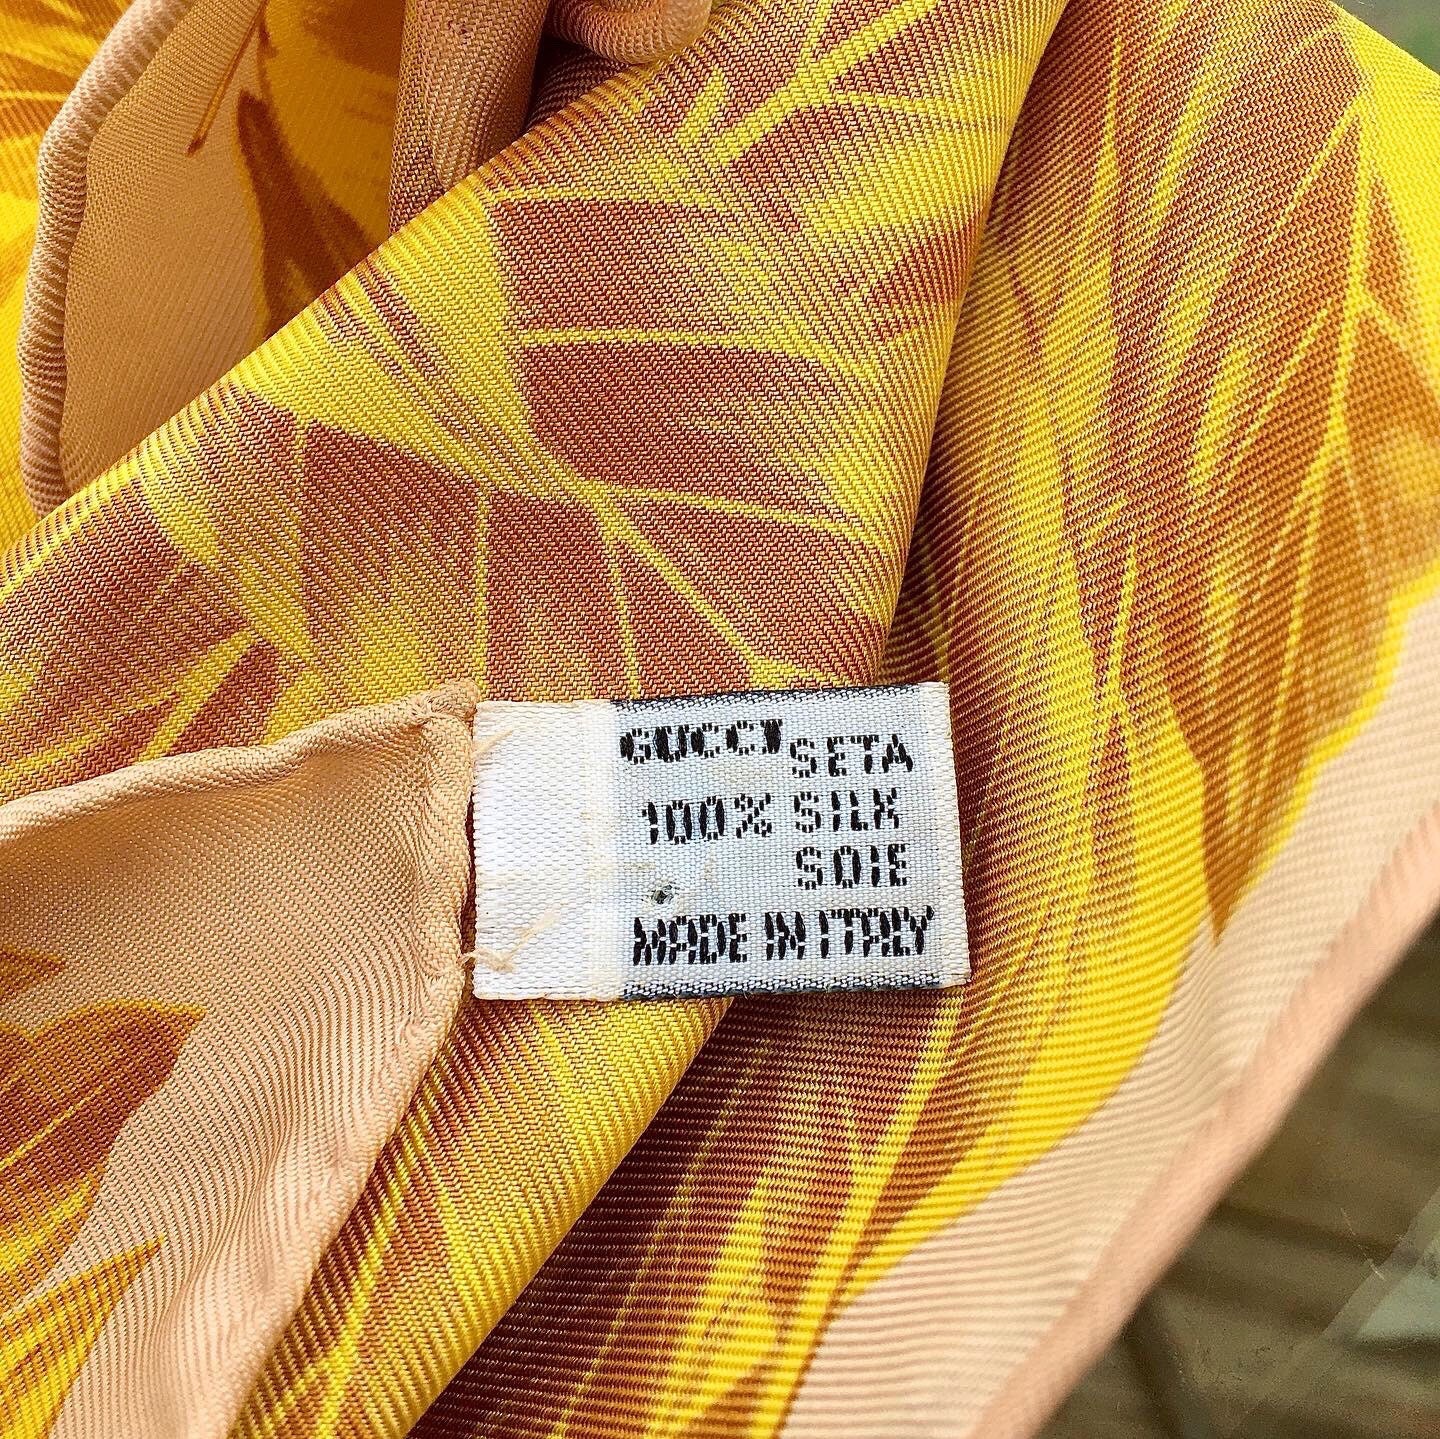 GUCCI SETA
100% SILK
SOIE
MADE IN ITALY